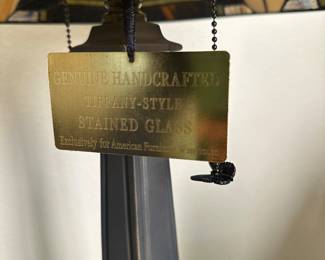 GENUINE HANDCRAFTED
TIFFANY-STYLE
STAINED GLASS
Exclusively for American Furniture